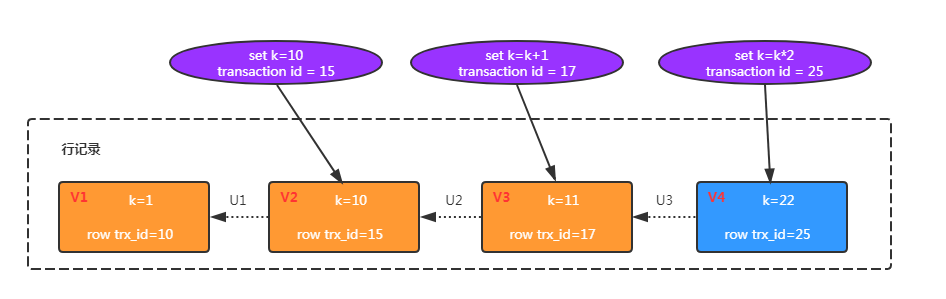 set k=10
transaction id = 15
set k=k+1
transaction id = 17
set k=k*2
transaction id = 25
行记录
V1
k=1
row trx_id=10
U1
V2
k=10
row trx_id=15
U2
V3
k=11
row trx_id=17
U3
V4
k=22
row trx_id=25